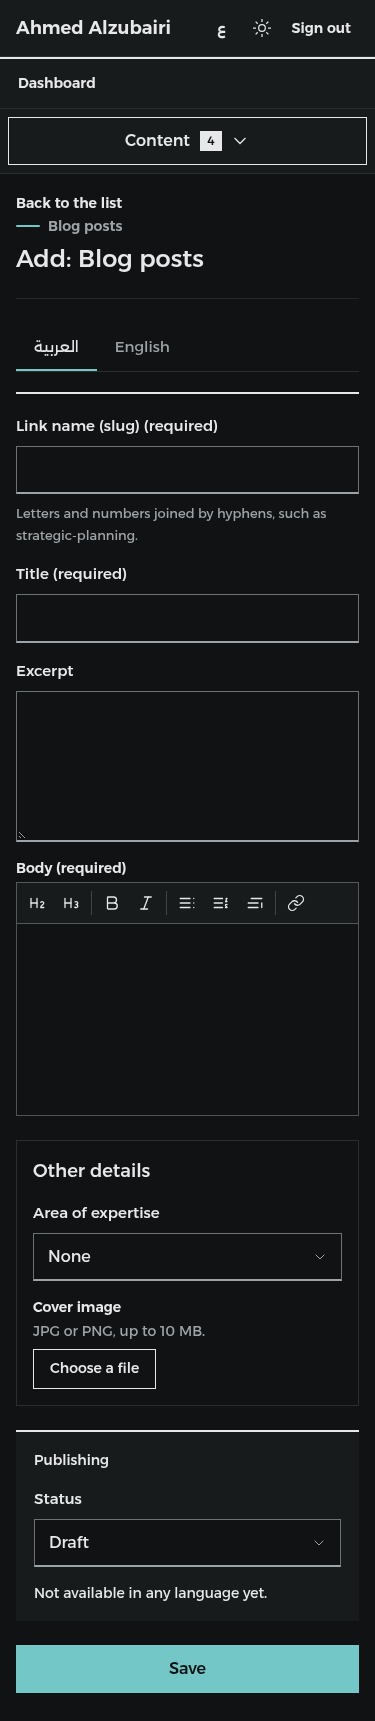 Ahmed Alzubairi ع Sign out
Dashboard
Content 4
Back to the list
Blog posts
Add: Blog posts
العربية English
Link name (slug) (required)
Letters and numbers joined by hyphens, such as
strategic-planning.
Title (required)
Excerpt
Body (required)
H2 H3 B I
Other details
Area of expertise
None
Cover image
JPG or PNG, up to 10 MB.
Choose a file
Publishing
Status
Draft
Not available in any language yet.
Save